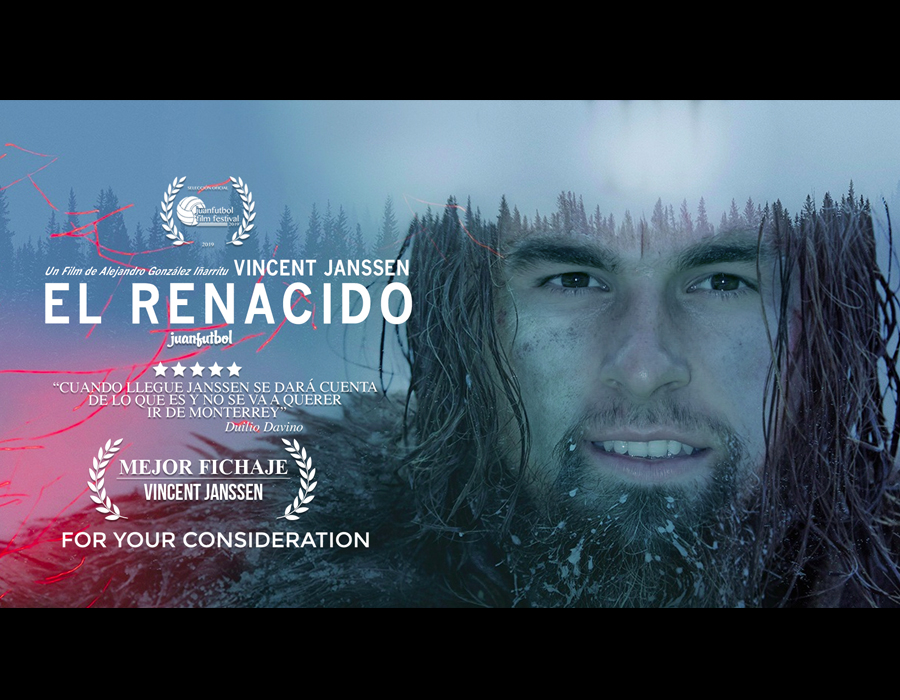 SELECCIÓN OFICIAL
juanfutbol
film festival
2019
2019
Un Film de Alejandro González Iñarritu VINCENT JANSSEN
EL RENACIDO
juanfutbol
“CUANDO LLEGUE JANSSEN SE DARÁ CUENTA
DE LO QUE ES Y NO SE VA A QUERER
IR DE MONTERREY”
Duilio Davino
MEJOR FICHAJE
VINCENT JANSSEN
FOR YOUR CONSIDERATION